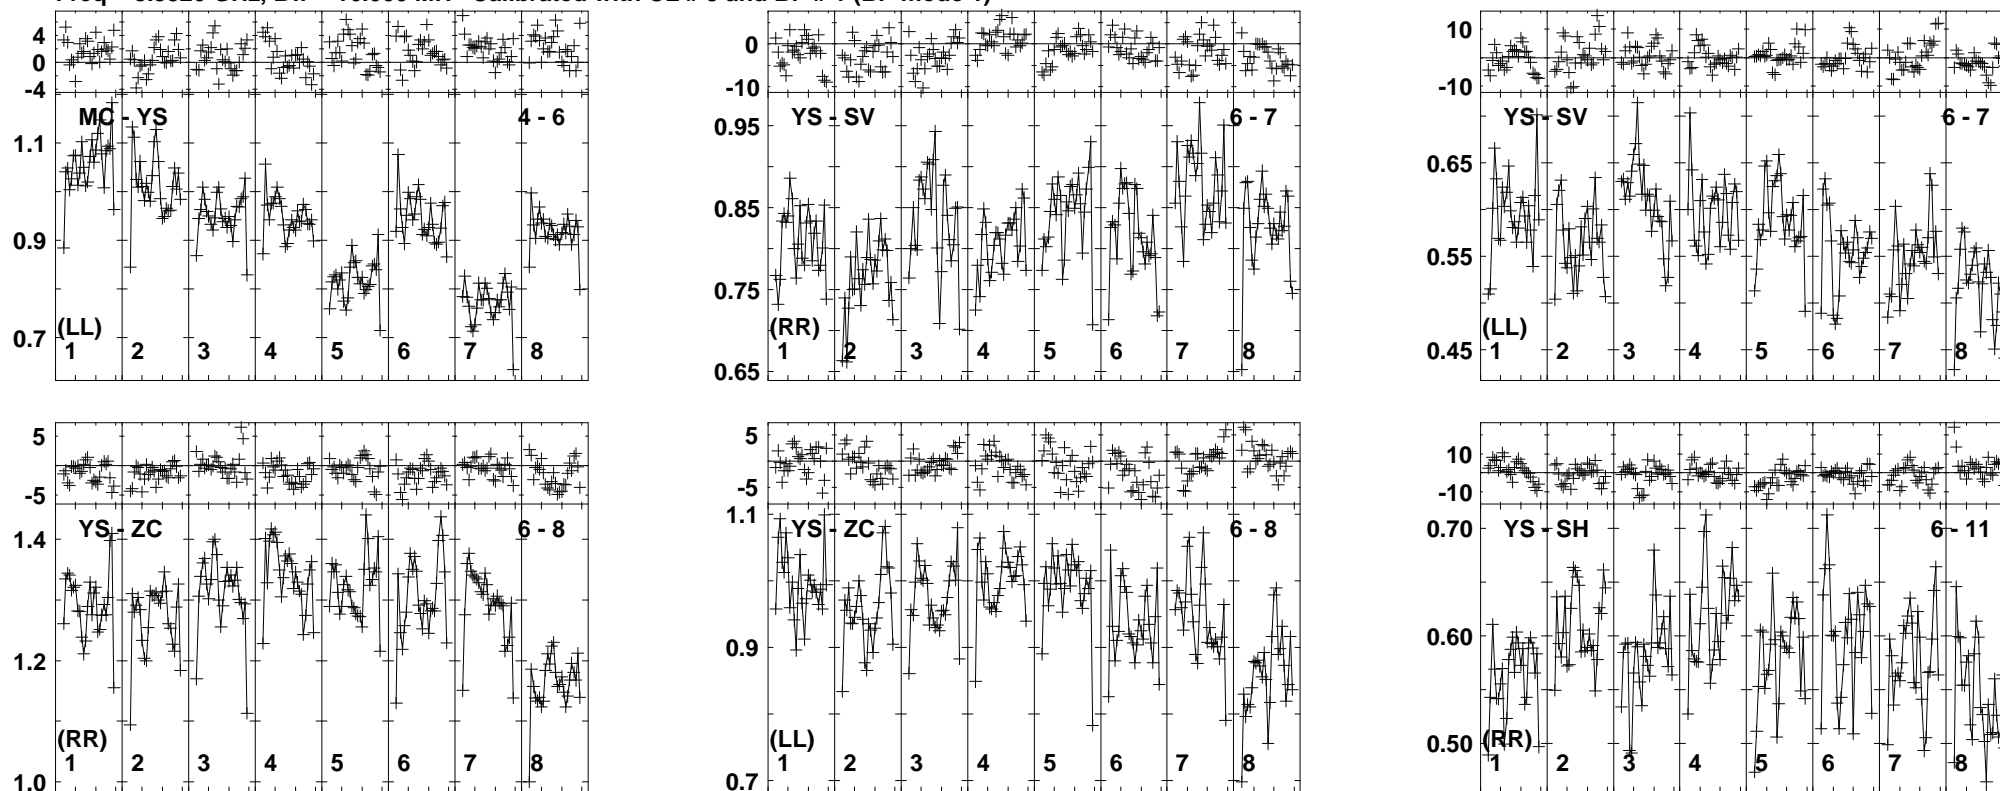 4
0
-4
MC - YS
4 - 6
1.1
0.9
0.7
(LL)
1 2 3 4 5 6 7 8
0
-10
YS - SV
6 - 7
0.95
0.85
0.75
0.65
(RR)
1 2 3 4 5 6 7 8
10
-10
YS - SV
6 - 7
0.65
0.55
0.45
(LL)
1 2 3 4 5 6 7 8
5
-5
YS - ZC
6 - 8
1.4
1.2
1.0
(RR)
1 2 3 4 5 6 7 8
5
-5
1.1
YS - ZC
6 - 8
0.9
0.7
(LL)
1 2 3 4 5 6 7 8
10
-10
0.70
YS - SH
6 - 11
0.60
0.50
(RR)
1 2 3 4 5 6 7 8